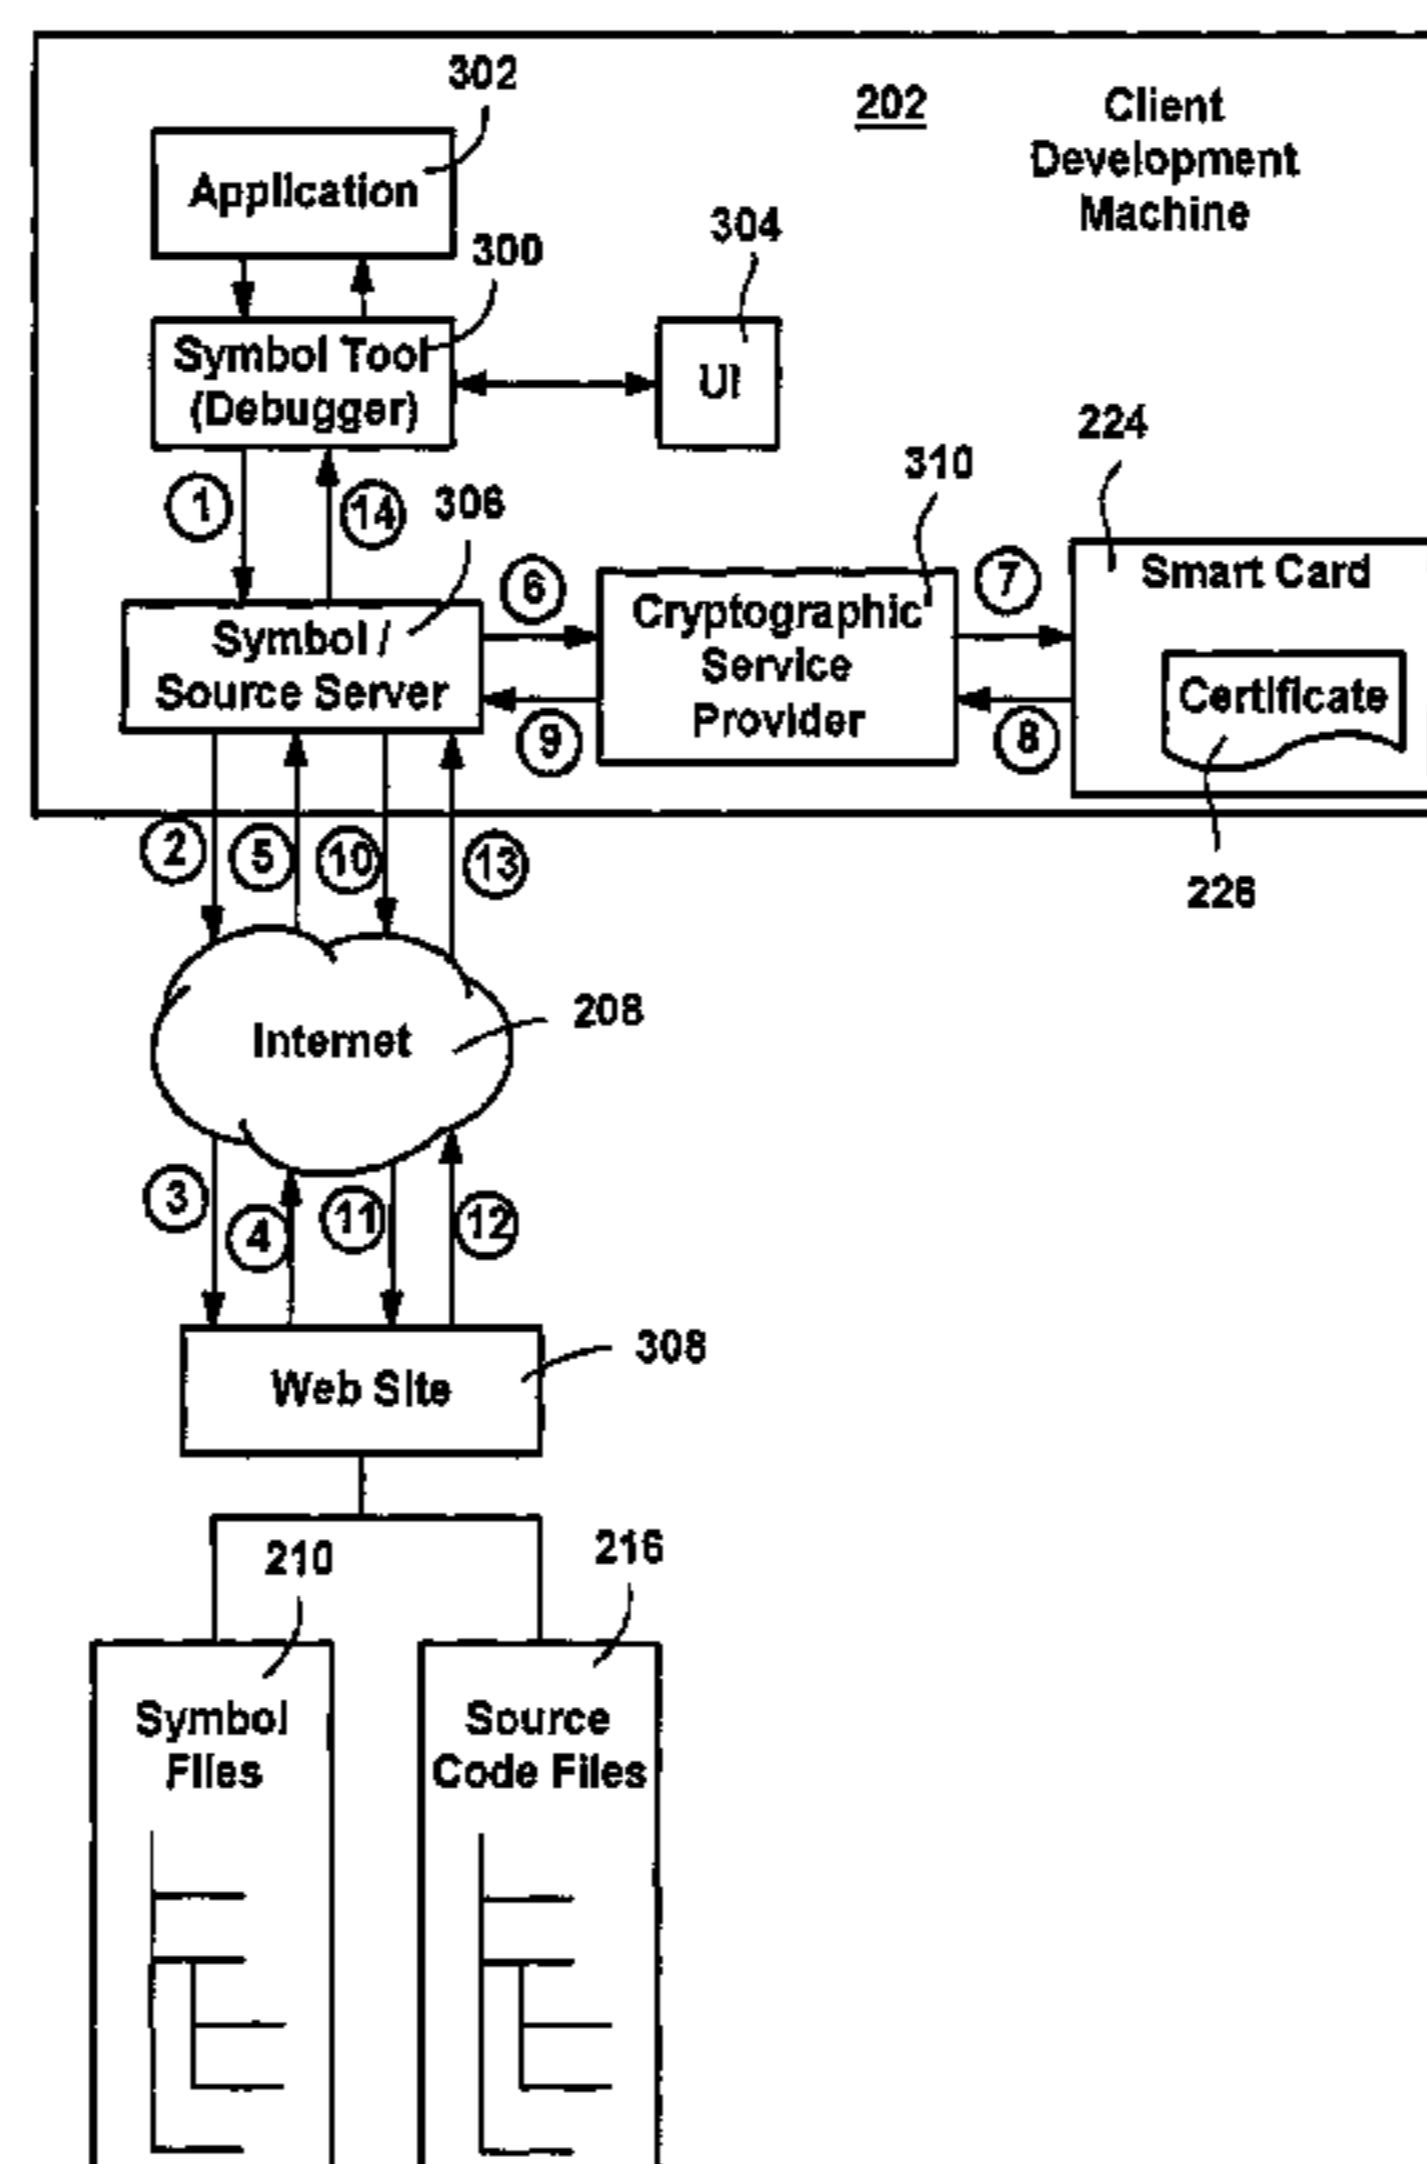 302
202
Client
Development
Machine
Application
300
304
Symbol Tool
(Debugger)
UI
224
310
1
14
306
6
7
Smart Card
Cryptographic
Service
Provider
Symbol /
Source Server
Certificate
9
8
226
2
5
10
13
Internet
208
3
4
11
12
Web Site
308
210
216
Symbol
Files
Source
Code Files